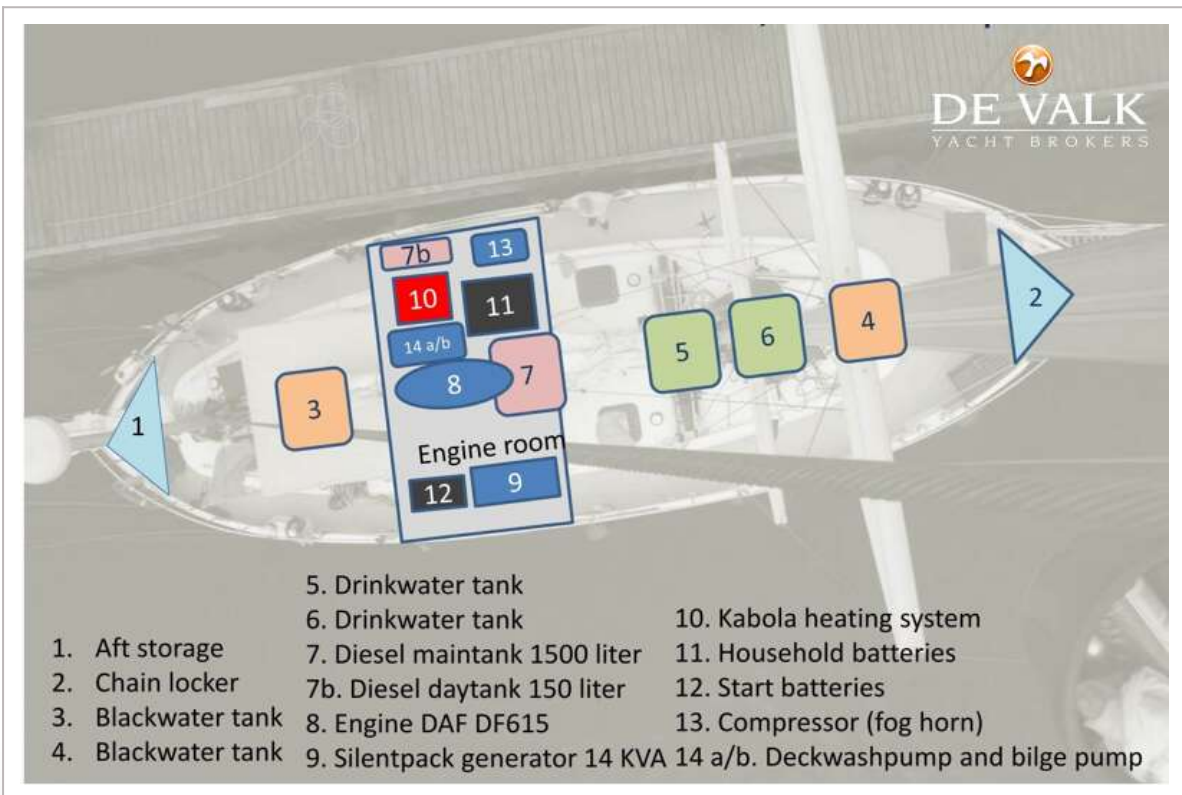 DE VALK
YACHT BROKERS
7b
13
10
11
14 a/b
8
7
5
6
4
2
3
1
Engine room
12
9
1. Aft storage
2. Chain locker
3. Blackwater tank
4. Blackwater tank
5. Drinkwater tank
6. Drinkwater tank
7. Diesel maintank 1500 liter
7b. Diesel daytank 150 liter
8. Engine DAF DF615
9. Silentpack generator 14 KVA
10. Kabola heating system
11. Household batteries
12. Start batteries
13. Compressor (fog horn)
14 a/b. Deckwashpump and bilge pump